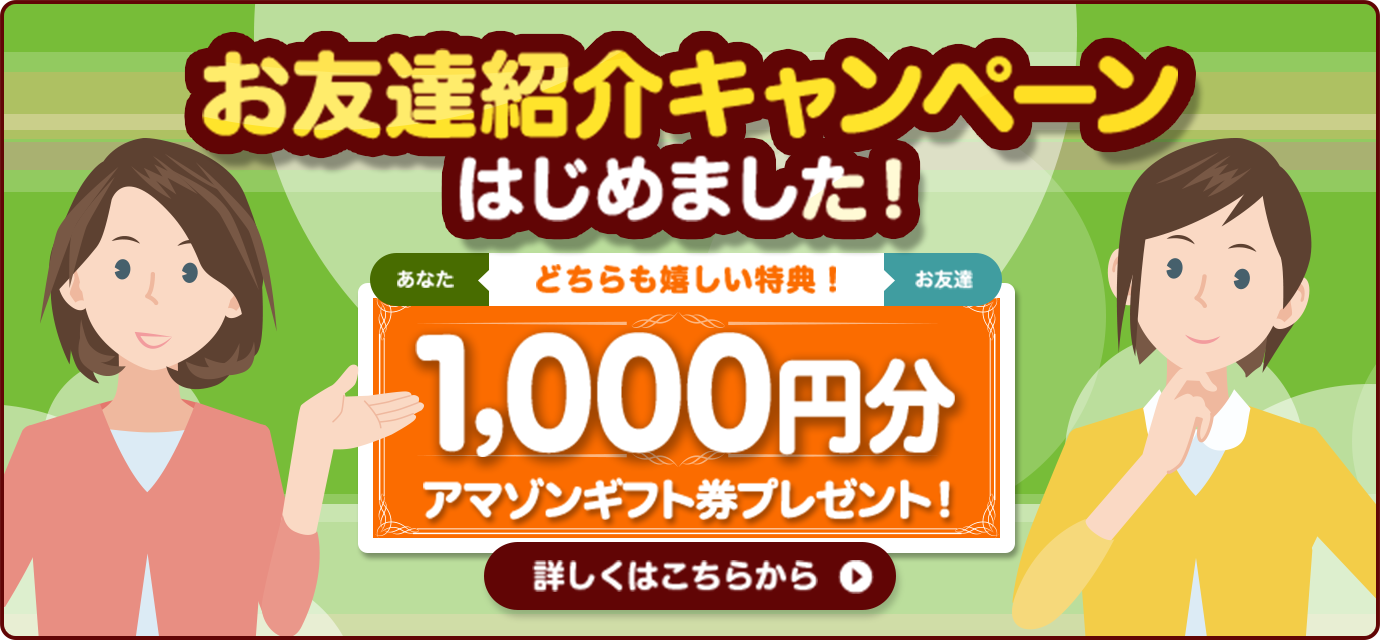 お友達紹介キャンペーン
はじめました！
あなた どちらも嬉しい特典！ お友達
1,000円分
アマゾンギフト券プレゼント！
詳しくはこちらから